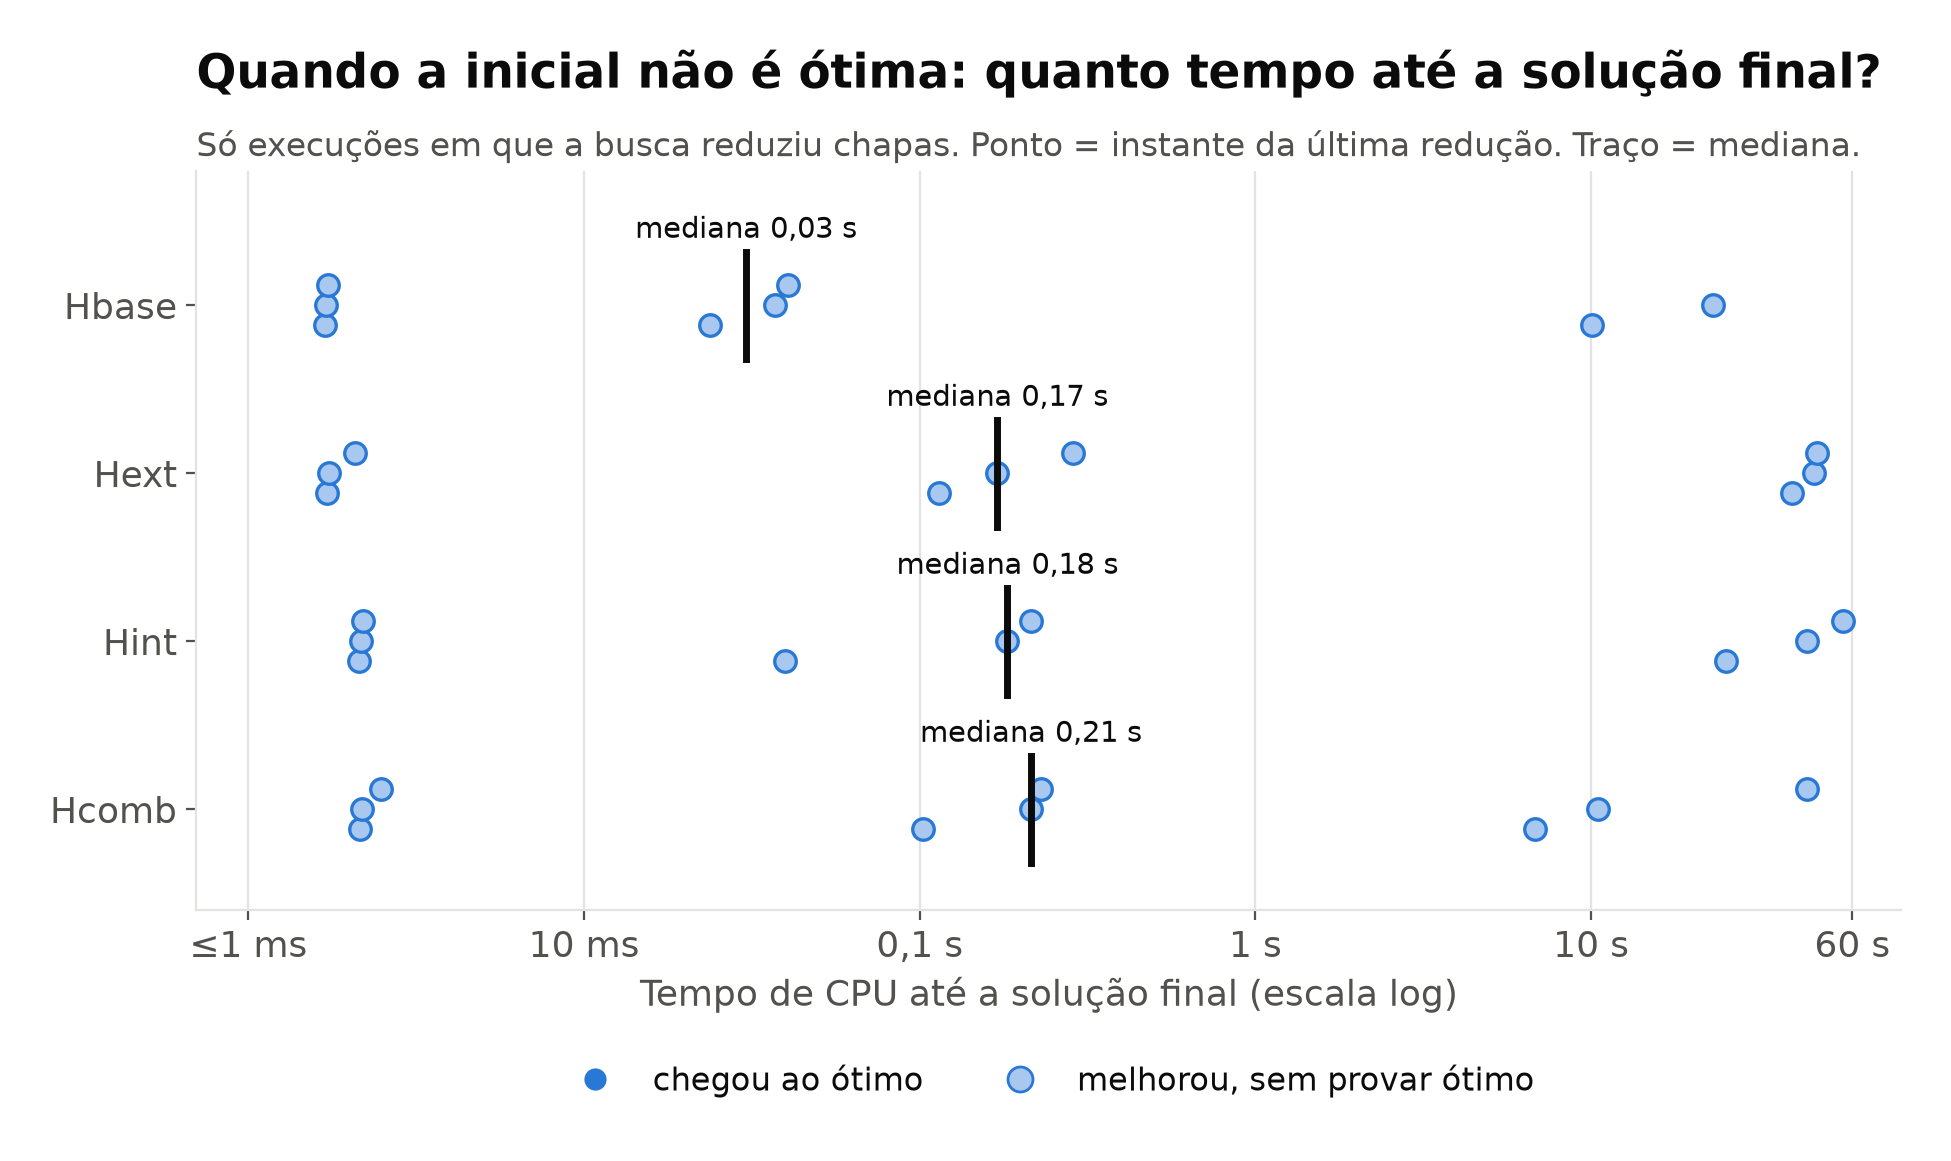 Quando a inicial não é ótima: quanto tempo até a solução final?
Só execuções em que a busca reduziu chapas. Ponto = instante da última redução. Traço = mediana.
mediana 0,03 s
Hbase
mediana 0,17 s
Hext
mediana 0,18 s
Hint
mediana 0,21 s
Hcomb
≤1 ms 10 ms 0,1 s 1 s 10 s 60 s
Tempo de CPU até a solução final (escala log)
chegou ao ótimo melhorou, sem provar ótimo